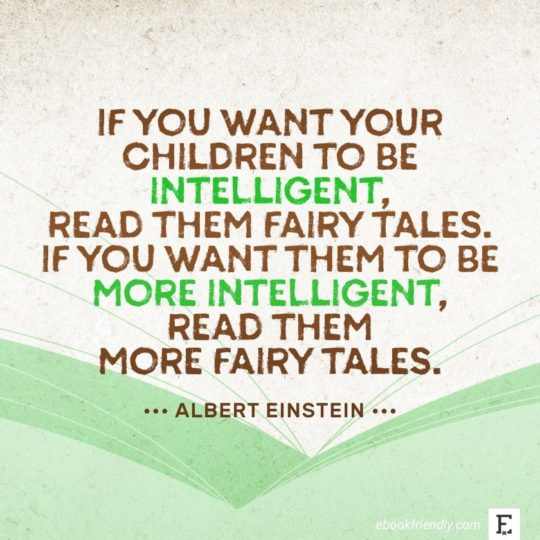 IF YOU WANT YOUR
CHILDREN TO BE
INTELLIGENT,
READ THEM FAIRY TALES.
IF YOU WANT THEM TO BE
MORE INTELLIGENT,
READ THEM
MORE FAIRY TALES.
••• ALBERT EINSTEIN •••
ebookfriendly.com E